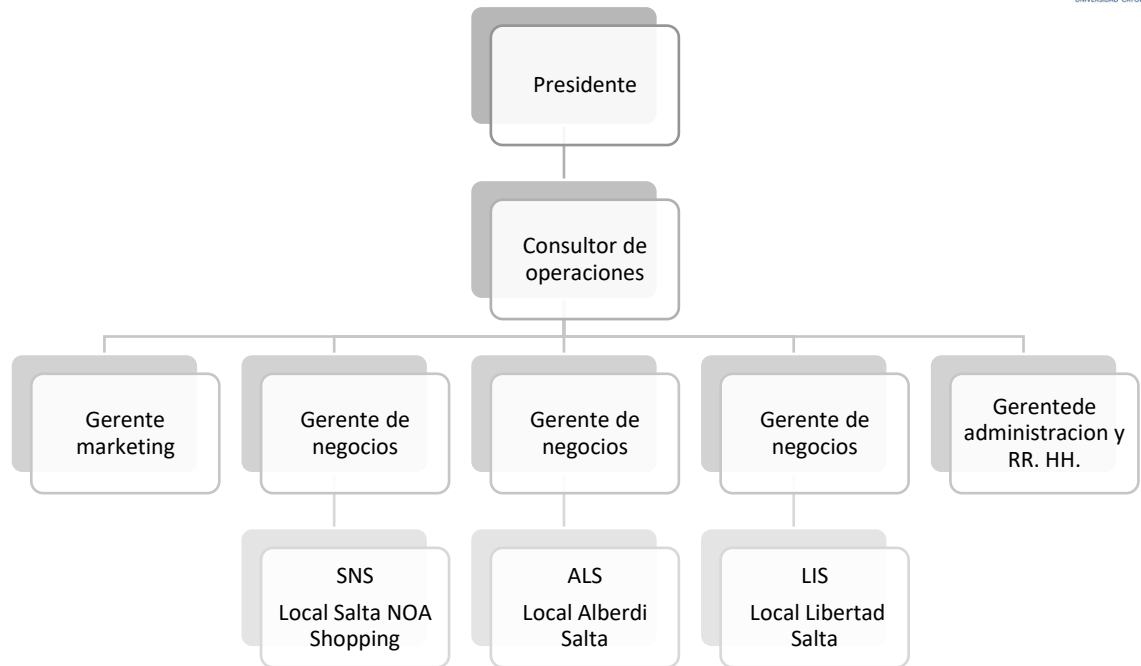 Presidente
Consultor de
operaciones
Gerente
marketing
Gerente de
negocios
Gerente de
negocios
Gerente de
negocios
Gerentede
administracion y
RR. HH.
SNS
Local Salta NOA
Shopping
ALS
Local Alberdi
Salta
LIS
Local Libertad
Salta